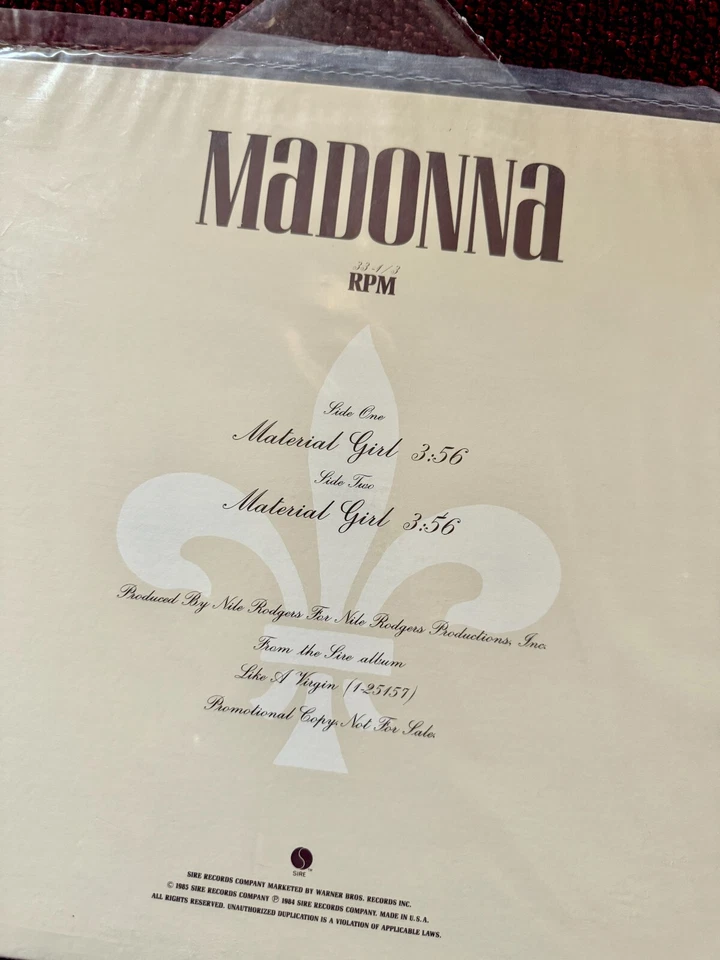 MaDONNa
33-1/3
RPM
Side One
Material Girl 3:56
Side Two
Material Girl 3:56
Produced By Nile Rodgers For Nile Rodgers Productions, Inc.
From the Sire album
Like A Virgin (1-25157)
Promotional Copy, Not For Sale.
SIRE™
SIRE RECORDS COMPANY MARKETED BY WARNER BROS. RECORDS INC.
© 1985 SIRE RECORDS COMPANY ℗ 1984 SIRE RECORDS COMPANY. MADE IN U.S.A.
ALL RIGHTS RESERVED. UNAUTHORIZED DUPLICATION IS A VIOLATION OF APPLICABLE LAWS.